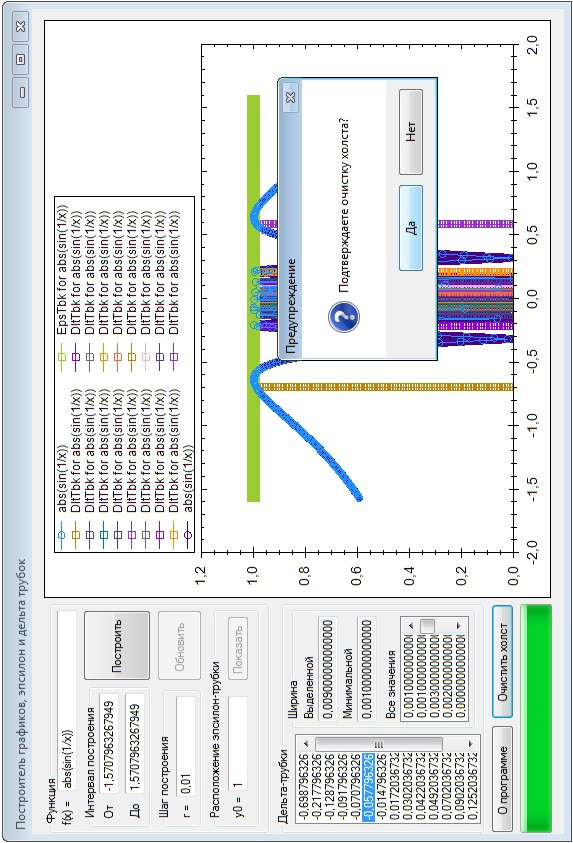 Построитель графиков, эпсилон и дельта трубок
Функция
f(x) = abs(sin(1/x))
Интервал построения
От -1,5707963267949
До 1,5707963267949
Построить
Шаг построения
r = 0,01
Обновить
Расположение эпсилон-трубки
y0 = 1
Показать
Дельта-трубки
-0,698796326
-0,217796326
-0,128796326
-0,091796326
-0,070796326
-0,057796326
-0,014796326
0,0172036732
0,0302036732
0,0422036732
0,0492036732
0,0702036732
0,0902036732
0,1252036732
Ширина
Выделенной
0,0090000000000000
Минимальной
0,0010000000000000
Все значения
0,0010000000000
0,0010000000000
0,0030000000000
0,0020000000000
0,0000000000000
О программе
Очистить холст
abs(sin(1/x)) EpsTbk for abs(sin(1/x))
DltTbk for abs(sin(1/x)) DltTbk for abs(sin(1/x))
DltTbk for abs(sin(1/x)) DltTbk for abs(sin(1/x))
DltTbk for abs(sin(1/x)) DltTbk for abs(sin(1/x))
DltTbk for abs(sin(1/x)) DltTbk for abs(sin(1/x))
DltTbk for abs(sin(1/x)) DltTbk for abs(sin(1/x))
DltTbk for abs(sin(1/x)) DltTbk for abs(sin(1/x))
DltTbk for abs(sin(1/x)) DltTbk for abs(sin(1/x))
DltTbk for abs(sin(1/x)) DltTbk for abs(sin(1/x))
abs(sin(1/x))
1,2
1,0
0,8
0,6
0,4
0,2
0,0
-2,0 -1,5 -1,0 -0,5 0,0 0,5 1,0 1,5 2,0
Предупреждение
Подтверждаете очистку холста?
Да
Нет